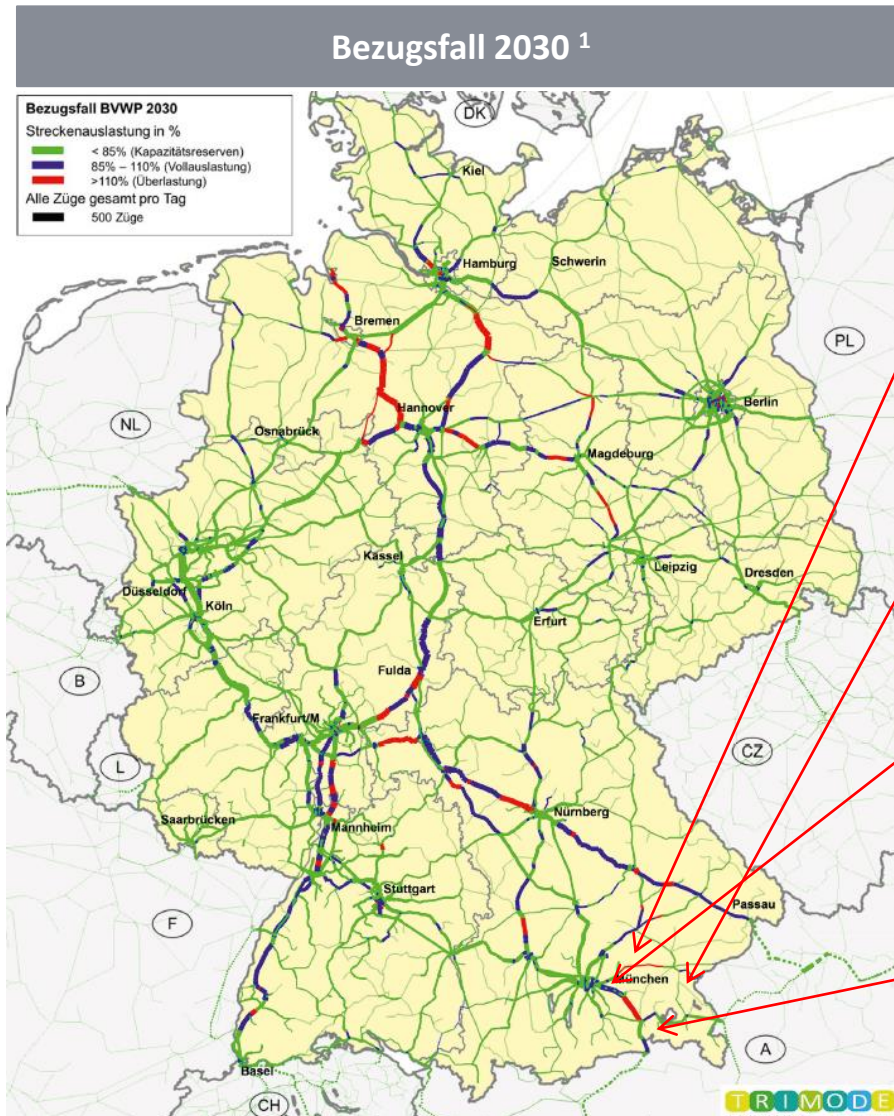 Bezugsfall 2030 ¹
Bezugsfall BVWP 2030
Streckenauslastung in %
< 85% (Kapazitätsreserven)
85% – 110% (Vollauslastung)
>110% (Überlastung)
Alle Züge gesamt pro Tag
500 Züge
DK
Kiel
Hamburg
Schwerin
Bremen
PL
Berlin
Hannover
NL
Osnabrück
Magdeburg
Kassel
Leipzig
Dresden
Düsseldorf
Köln
Erfurt
B
Fulda
Frankfurt/M
CZ
L
Nürnberg
Saarbrücken
Mannheim
Stuttgart
Passau
F
München
A
Basel
CH
TRIMODE